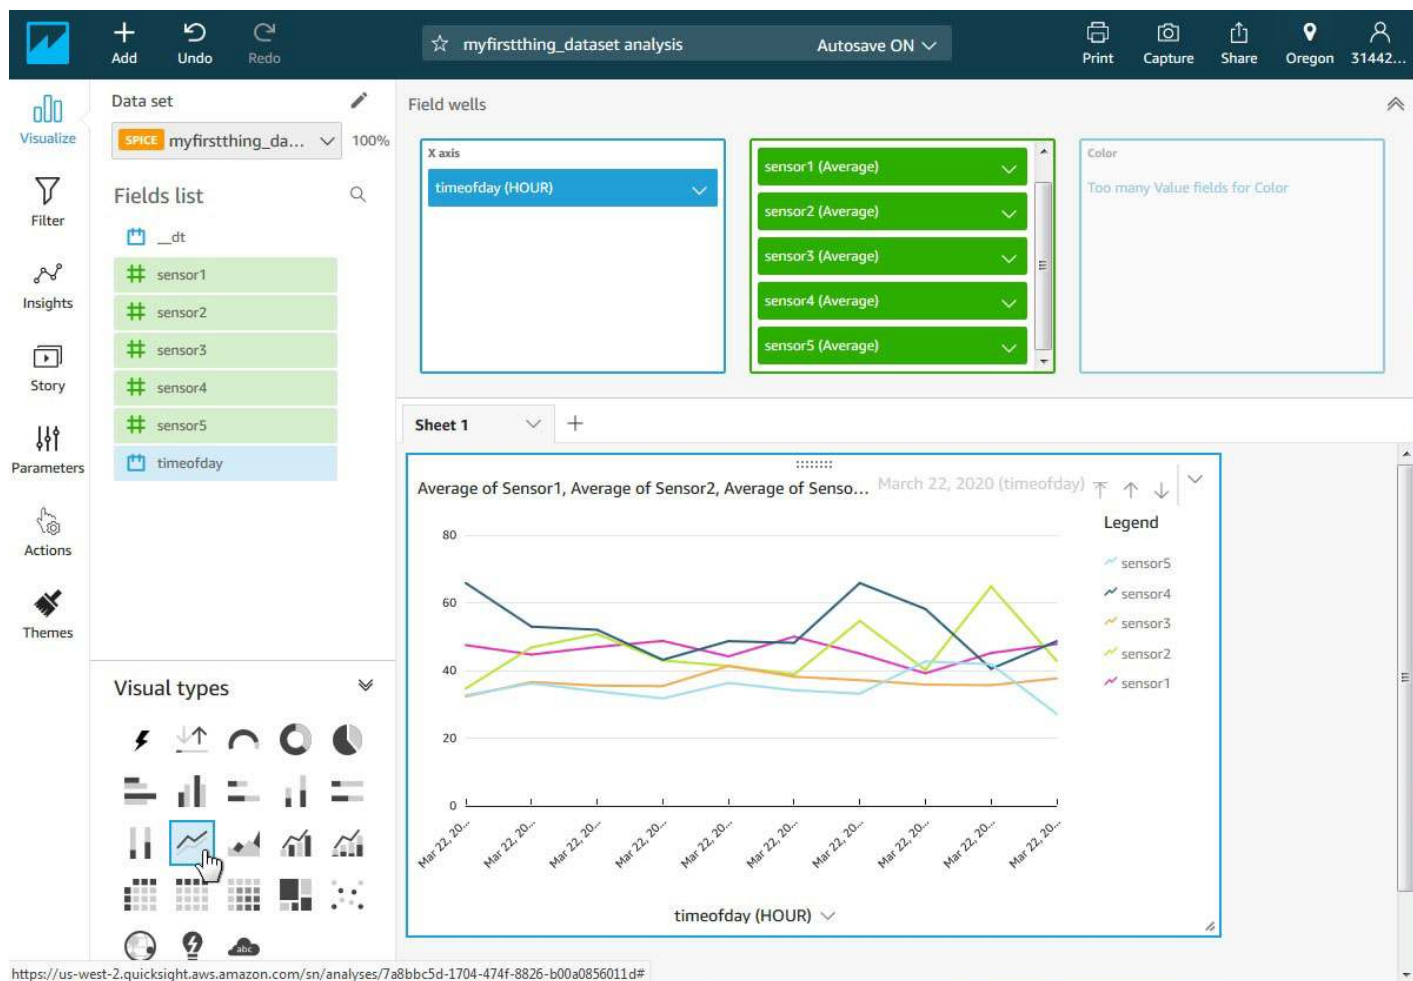 Add
Undo
Redo
myfirstthing_dataset analysis
Autosave ON
Print
Capture
Share
Oregon
31442...
Visualize
Filter
Insights
Story
Parameters
Actions
Themes
Data set
SPICE myfirstthing_da... 100%
Fields list
__dt
sensor1
sensor2
sensor3
sensor4
sensor5
timeofday
Visual types
abc
Field wells
X axis
timeofday (HOUR)
sensor1 (Average)
sensor2 (Average)
sensor3 (Average)
sensor4 (Average)
sensor5 (Average)
Color
Too many Value fields for Color
Sheet 1
Average of Sensor1, Average of Sensor2, Average of Senso...
March 22, 2020 (timeofday)
80
60
40
20
0
Mar 22, 20...
Mar 22, 20...
Mar 22, 20...
Mar 22, 20...
Mar 22, 20...
Mar 22, 20...
Mar 22, 20...
Mar 22, 20...
Mar 22, 20...
Mar 22, 20...
timeofday (HOUR)
Legend
sensor5
sensor4
sensor3
sensor2
sensor1
https://us-west-2.quicksight.aws.amazon.com/sn/analyses/7a8bbc5d-1704-474f-8826-b00a0856011d#